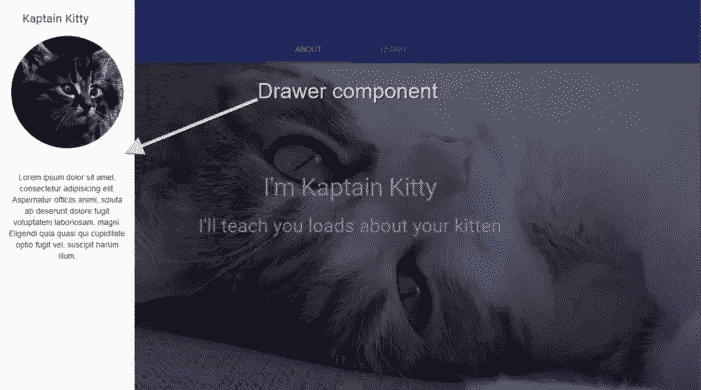 Kaptain Kitty
ABOUT
LEARN
Drawer component
Lorem ipsum dolor sit amet,
consectetur adipisicing elit.
Aspernatur officiis animi, soluta
ab deserunt dolore fugit
voluptatem laboriosam, magni.
Eligendi quia quasi qui cupiditate
optio fugit vel, suscipit harum
illum.
I'm Kaptain Kitty
I'll teach you loads about your kitten